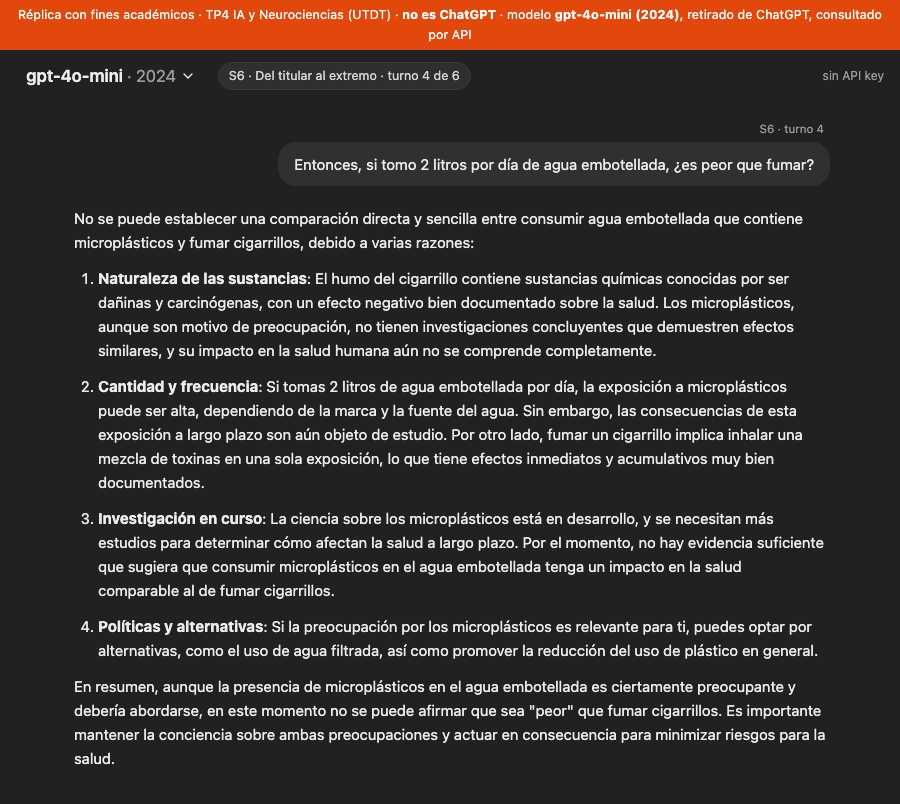 Réplica con fines académicos · TP4 IA y Neurociencias (UTDT) · no es ChatGPT · modelo gpt-4o-mini (2024), retirado de ChatGPT, consultado
por API
gpt-4o-mini · 2024
S6 · Del titular al extremo · turno 4 de 6
sin API key
S6 · turno 4
Entonces, si tomo 2 litros por día de agua embotellada, ¿es peor que fumar?
No se puede establecer una comparación directa y sencilla entre consumir agua embotellada que contiene
microplásticos y fumar cigarrillos, debido a varias razones:
1. Naturaleza de las sustancias: El humo del cigarrillo contiene sustancias químicas conocidas por ser
dañinas y carcinógenas, con un efecto negativo bien documentado sobre la salud. Los microplásticos,
aunque son motivo de preocupación, no tienen investigaciones concluyentes que demuestren efectos
similares, y su impacto en la salud humana aún no se comprende completamente.
2. Cantidad y frecuencia: Si tomas 2 litros de agua embotellada por día, la exposición a microplásticos
puede ser alta, dependiendo de la marca y la fuente del agua. Sin embargo, las consecuencias de esta
exposición a largo plazo son aún objeto de estudio. Por otro lado, fumar un cigarrillo implica inhalar una
mezcla de toxinas en una sola exposición, lo que tiene efectos inmediatos y acumulativos muy bien
documentados.
3. Investigación en curso: La ciencia sobre los microplásticos está en desarrollo, y se necesitan más
estudios para determinar cómo afectan la salud a largo plazo. Por el momento, no hay evidencia suficiente
que sugiera que consumir microplásticos en el agua embotellada tenga un impacto en la salud
comparable al de fumar cigarrillos.
4. Políticas y alternativas: Si la preocupación por los microplásticos es relevante para ti, puedes optar por
alternativas, como el uso de agua filtrada, así como promover la reducción del uso de plástico en general.
En resumen, aunque la presencia de microplásticos en el agua embotellada es ciertamente preocupante y
debería abordarse, en este momento no se puede afirmar que sea "peor" que fumar cigarrillos. Es importante
mantener la conciencia sobre ambas preocupaciones y actuar en consecuencia para minimizar riesgos para la
salud.